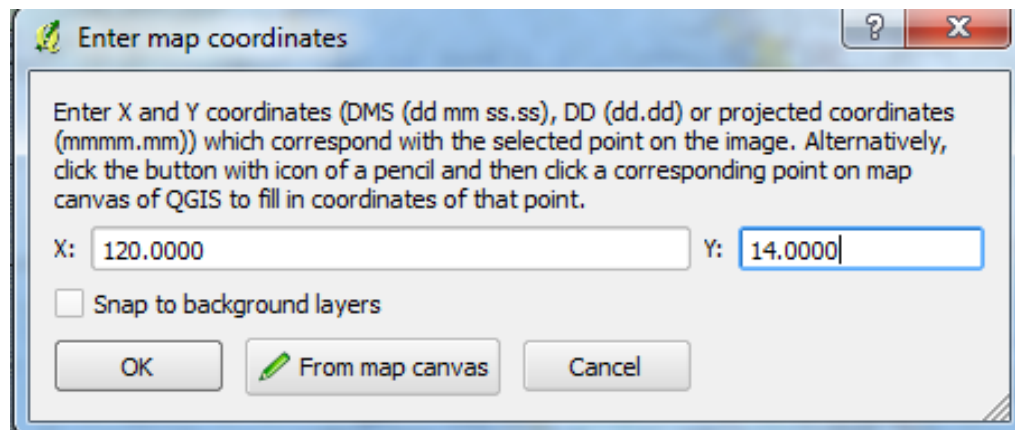 Enter map coordinates
?
X
Enter X and Y coordinates (DMS (dd mm ss.ss), DD (dd.dd) or projected coordinates
(mmmm.mm)) which correspond with the selected point on the image. Alternatively,
click the button with icon of a pencil and then click a corresponding point on map
canvas of QGIS to fill in coordinates of that point.
X: 120.0000 Y: 14.0000
Snap to background layers
OK From map canvas Cancel